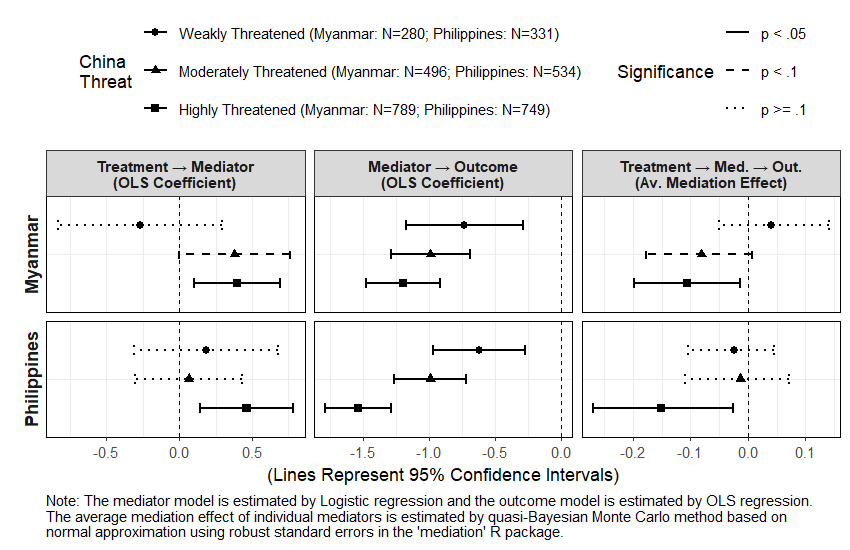 China
Threat
Weakly Threatened (Myanmar: N=280; Philippines: N=331)
Moderately Threatened (Myanmar: N=496; Philippines: N=534)
Highly Threatened (Myanmar: N=789; Philippines: N=749)
Significance
p < .05
p < .1
p >= .1
Treatment → Mediator
(OLS Coefficient)
Mediator → Outcome
(OLS Coefficient)
Treatment → Med. → Out.
(Av. Mediation Effect)
Myanmar
Philippines
-0.5 0.0 0.5
-1.5 -1.0 -0.5 0.0
-0.2 -0.1 0.0 0.1
(Lines Represent 95% Confidence Intervals)
Note: The mediator model is estimated by Logistic regression and the outcome model is estimated by OLS regression.
The average mediation effect of individual mediators is estimated by quasi-Bayesian Monte Carlo method based on
normal approximation using robust standard errors in the 'mediation' R package.